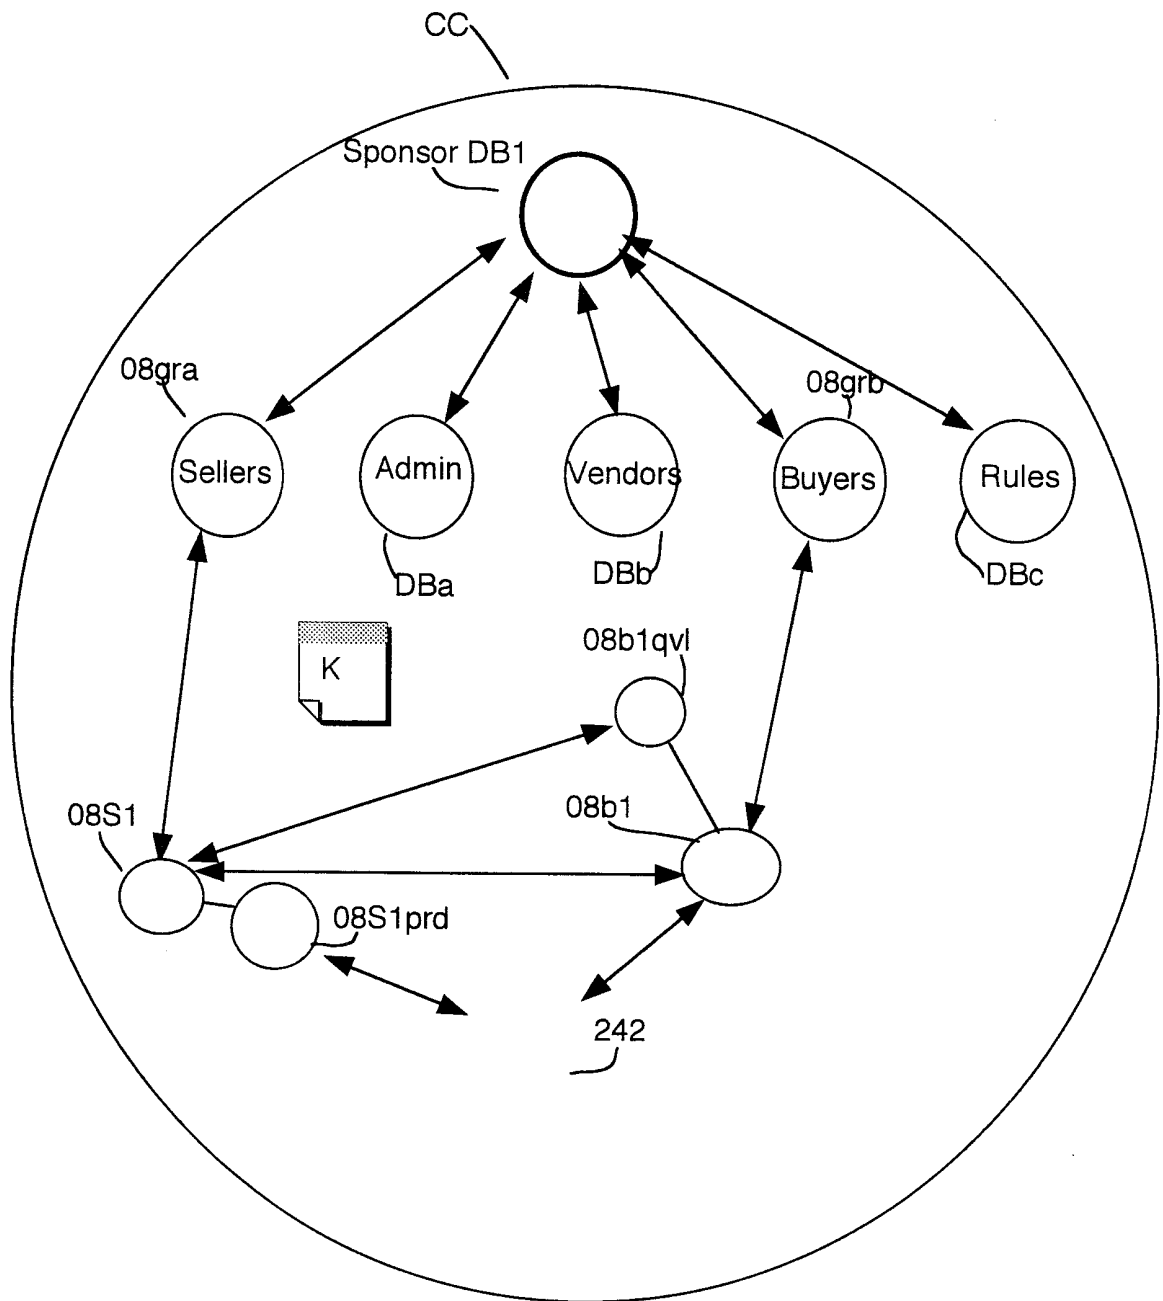 CC
Sponsor DB1
08gra
08grb
Sellers
Admin
Vendors
Buyers
Rules
DBa
DBb
DBc
K
08b1qvl
08S1
08b1
08S1prd
242